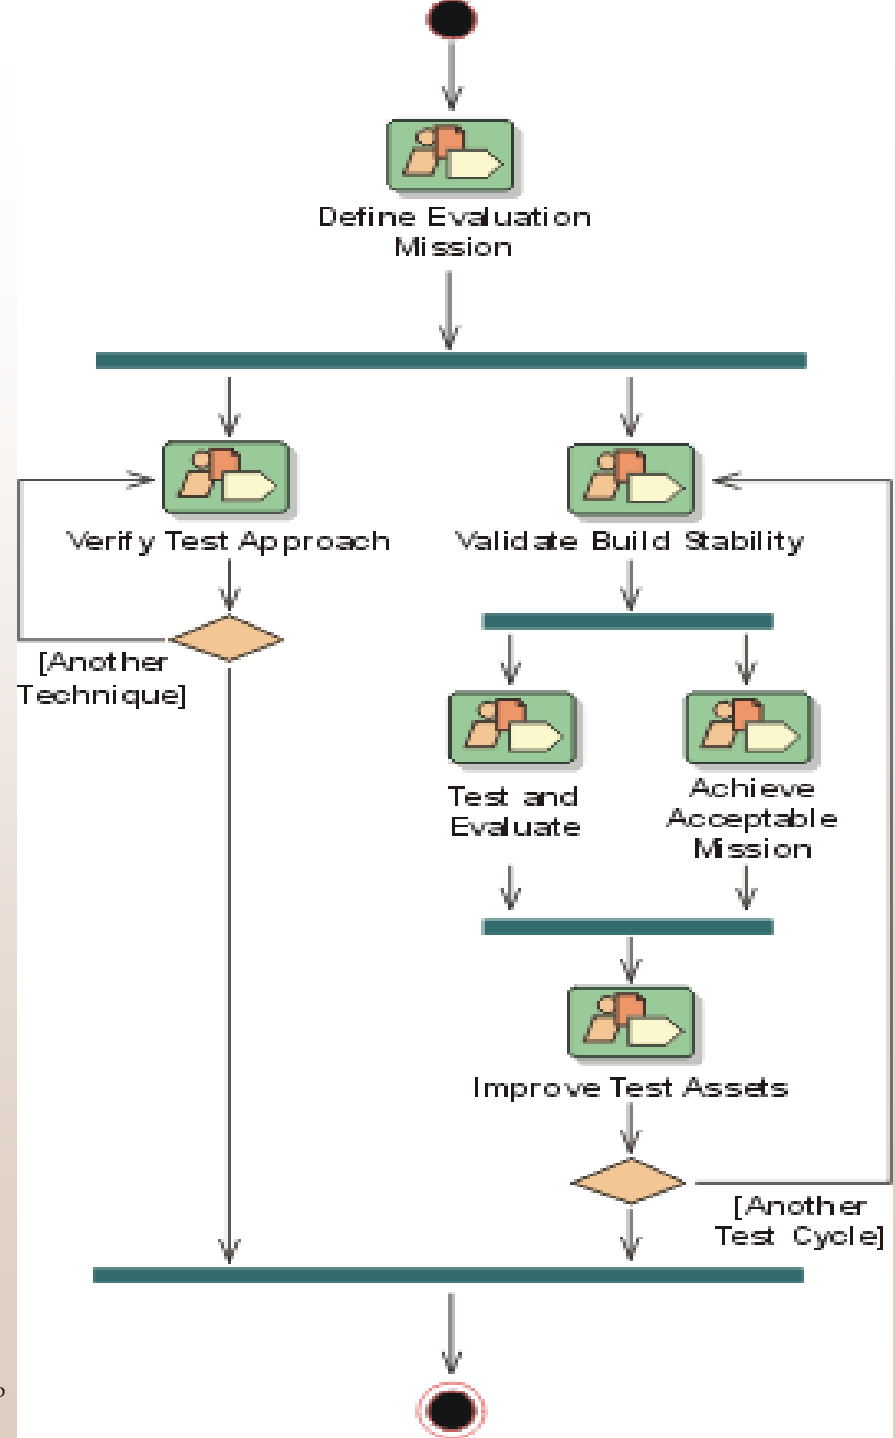 Define Evaluation
Mission
Verify Test Approach
Validate Build Stability
[Another
Technique]
Test and
Evaluate
Achieve
Acceptable
Mission
Improve Test Assets
[Another
Test Cycle]